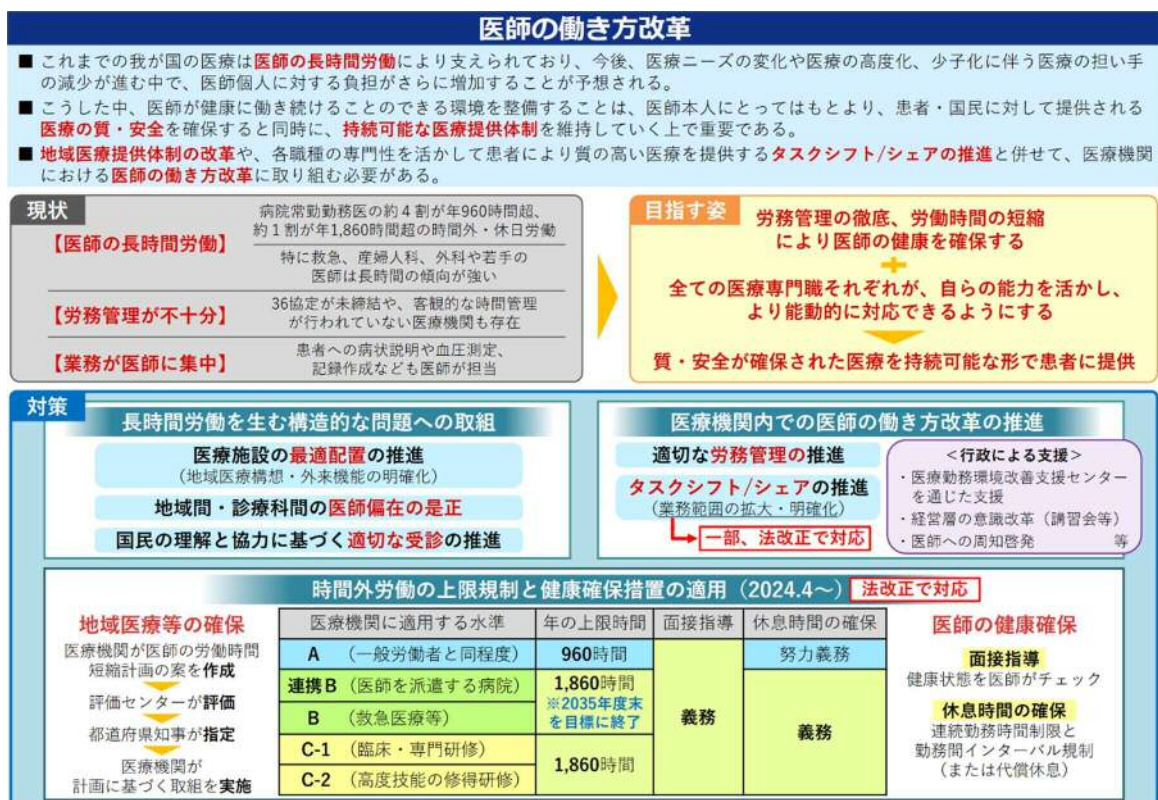 医師の働き方改革
■ これまでの我が国の医療は医師の長時間労働により支えられており、今後、医療ニーズの変化や医療の高度化、少子化に伴う医療の担い手
の減少が進む中で、医師個人に対する負担がさらに増加することが予想される。
■ こうした中、医師が健康に働き続けることのできる環境を整備することは、医師本人にとってはもとより、患者・国民に対して提供される
医療の質・安全を確保すると同時に、持続可能な医療提供体制を維持していく上で重要である。
■ 地域医療提供体制の改革や、各職種の専門性を活かして患者により質の高い医療を提供するタスクシフト/シェアの推進と併せて、医療機関
における医師の働き方改革に取り組む必要がある。
現状
【医師の長時間労働】
病院常勤勤務医の約4割が年960時間超、
約1割が年1,860時間超の時間外・休日労働
特に救急、産婦人科、外科や若手の
医師は長時間の傾向が強い
【労務管理が不十分】
36協定が未締結や、客観的な時間管理
が行われていない医療機関も存在
【業務が医師に集中】
患者への病状説明や血圧測定、
記録作成なども医師が担当
目指す姿
労務管理の徹底、労働時間の短縮
により医師の健康を確保する
+
全ての医療専門職それぞれが、自らの能力を活かし、
より能動的に対応できるようにする
質・安全が確保された医療を持続可能な形で患者に提供
対策
長時間労働を生む構造的な問題への取組
医療施設の最適配置の推進
(地域医療構想・外来機能の明確化)
地域間・診療科間の医師偏在の是正
国民の理解と協力に基づく適切な受診の推進
医療機関内での医師の働き方改革の推進
適切な労務管理の推進
タスクシフト/シェアの推進
(業務範囲の拡大・明確化)
一部、法改正で対応
<行政による支援>
・医療勤務環境改善支援センター
を通じた支援
・経営層の意識改革(講習会等)
・医師への周知啓発 等
時間外労働の上限規制と健康確保措置の適用(2024.4~) 法改正で対応
地域医療等の確保
医療機関が医師の労働時間
短縮計画の案を作成
評価センターが評価
都道府県知事が指定
医療機関が
計画に基づく取組を実施
医療機関に適用する水準 年の上限時間 面接指導 休息時間の確保
A (一般労働者と同程度) 960時間 努力義務
連携B (医師を派遣する病院) 1,860時間
※2035年度末
を目標に終了
B (救急医療等)
義務 義務
C-1 (臨床・専門研修) 1,860時間
C-2 (高度技能の修得研修)
医師の健康確保
面接指導
健康状態を医師がチェック
休息時間の確保
連続勤務時間制限と
勤務間インターバル規制
(または代償休息)